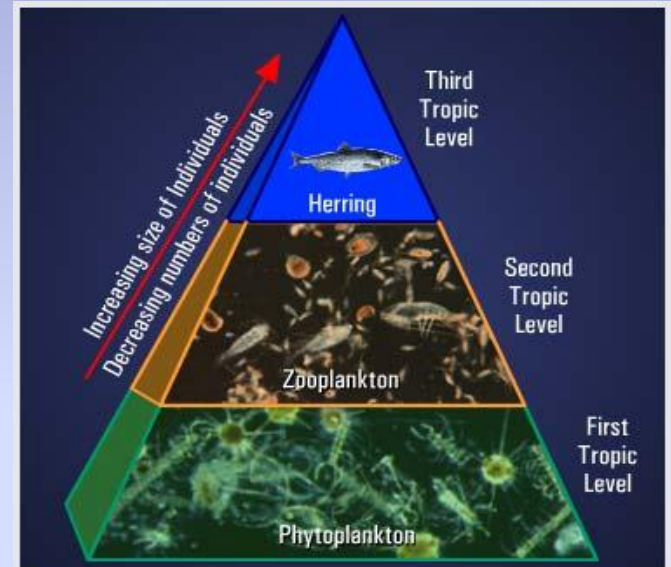 Increasing size of Individuals
Decreasing numbers of individuals
Third
Tropic
Level
Herring
Second
Tropic
Level
Zooplankton
First
Tropic
Level
Phytoplankton